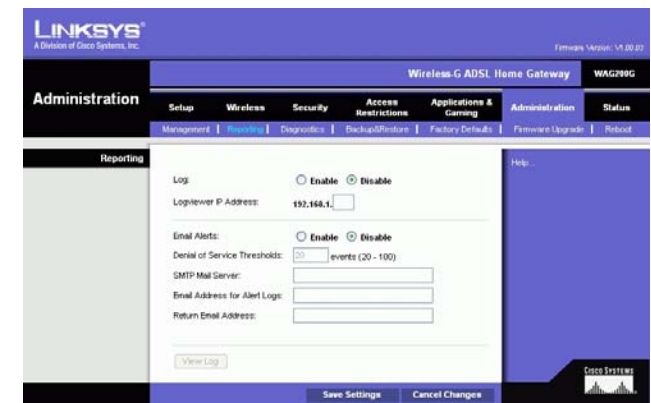 LINKSYS®
A Division of Cisco Systems, Inc.
Firmware Version: V1.00.03
Wireless-G ADSL Home Gateway WAG200G
Administration
Setup Wireless Security Access Restrictions Applications & Gaming Administration Status
Management | Reporting | Diagnostics | Backup&Restore | Factory Defaults | Firmware Upgrade | Reboot
Reporting
Help...
Log: Enable Disable
Logviewer IP Address: 192.168.1.
Email Alerts: Enable Disable
Denial of Service Thresholds: 20 events (20 - 100)
SMTP Mail Server:
Email Address for Alert Logs:
Return Email Address:
View Log
CISCO SYSTEMS
Save Settings Cancel Changes